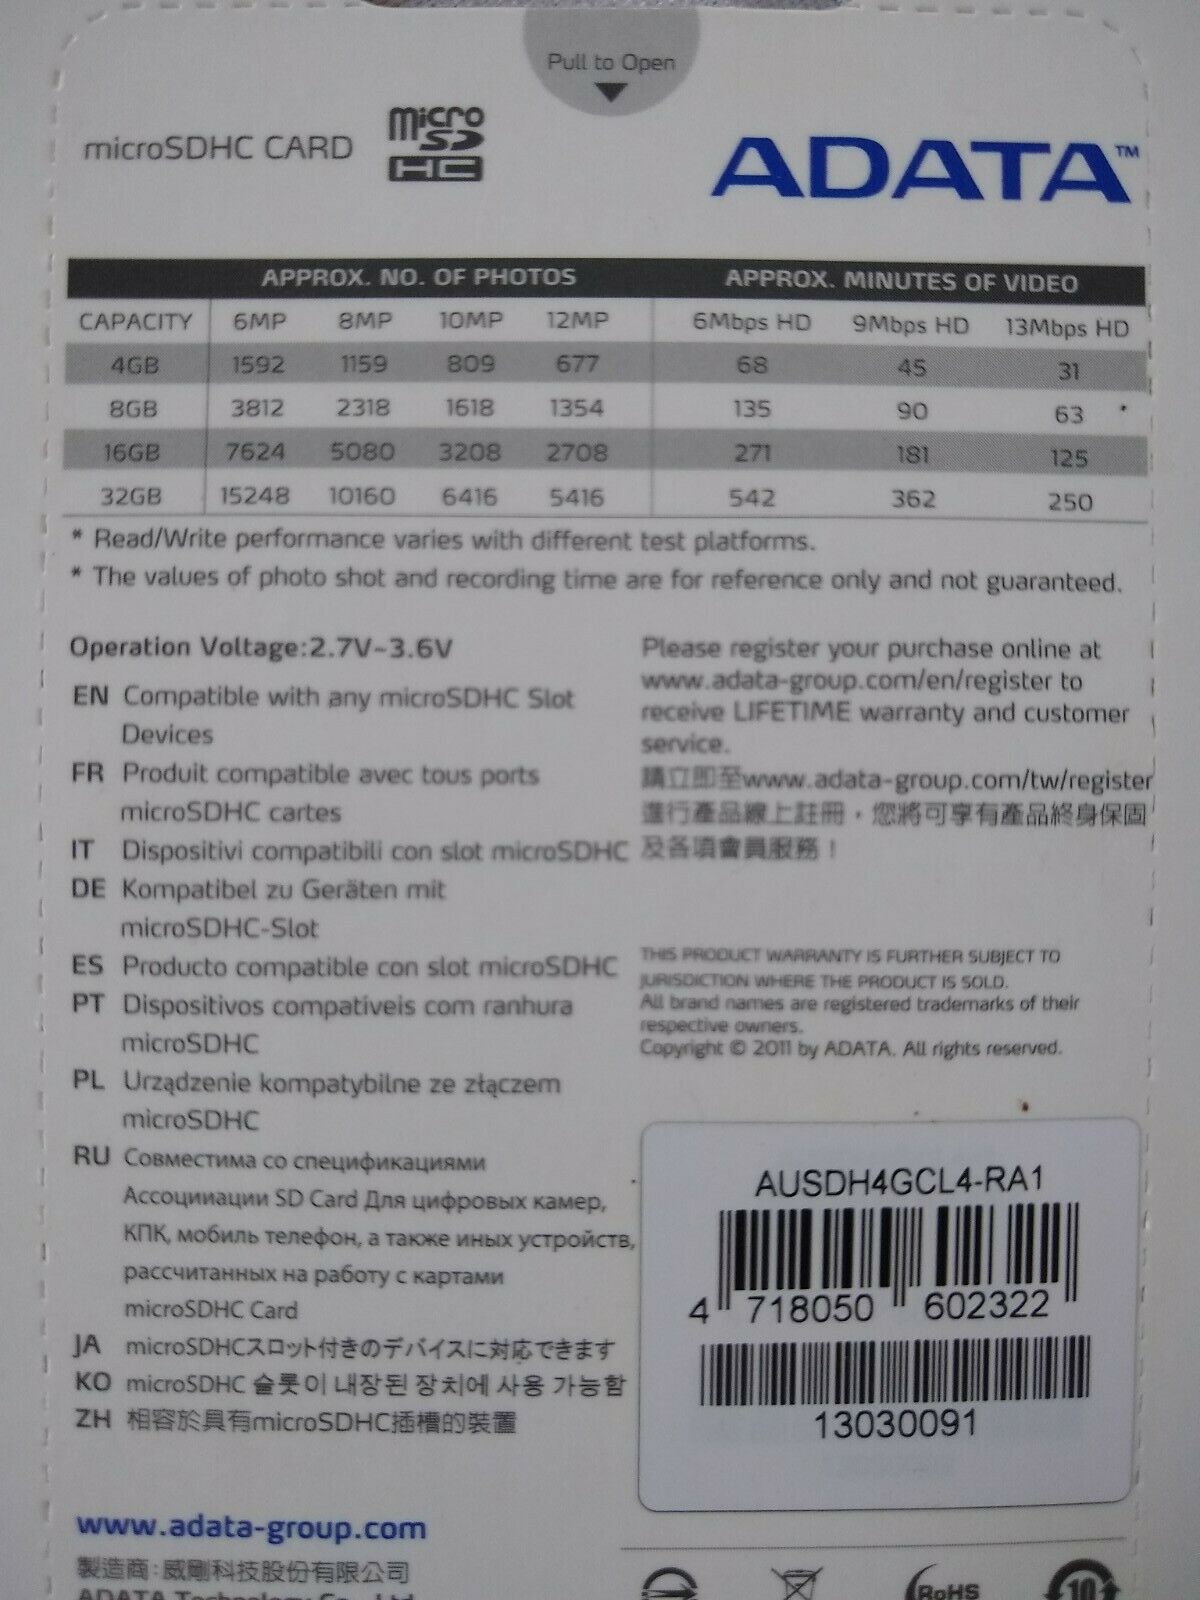 Pull to Open
microSDHC CARD
micro SD HC
ADATA™
APPROX. NO. OF PHOTOS APPROX. MINUTES OF VIDEO
CAPACITY 6MP 8MP 10MP 12MP 6Mbps HD 9Mbps HD 13Mbps HD
4GB 1592 1159 809 677 68 45 31
8GB 3812 2318 1618 1354 135 90 63 *
16GB 7624 5080 3208 2708 271 181 125
32GB 15248 10160 6416 5416 542 362 250
* Read/Write performance varies with different test platforms.
* The values of photo shot and recording time are for reference only and not guaranteed.
Operation Voltage:2.7V~3.6V
EN Compatible with any microSDHC Slot
Devices
FR Produit compatible avec tous ports
microSDHC cartes
IT Dispositivi compatibili con slot microSDHC
DE Kompatibel zu Geräten mit
microSDHC-Slot
ES Producto compatible con slot microSDHC
PT Dispositivos compatíveis com ranhura
microSDHC
PL Urządzenie kompatybilne ze złączem
microSDHC
RU Совместима со спецификациями
Ассоцииации SD Card Для цифровых камер,
КПК, мобиль телефон, а также иных устройств,
рассчитанных на работу с картами
microSDHC Card
JA microSDHCスロット付きのデバイスに対応できます
KO microSDHC 슬롯이 내장된 장치에 사용 가능함
ZH 相容於具有microSDHC插槽的裝置
Please register your purchase online at
www.adata-group.com/en/register to
receive LIFETIME warranty and customer
service.
請立即至www.adata-group.com/tw/register
進行產品線上註冊，您將可享有產品終身保固
及各項會員服務！
THIS PRODUCT WARRANTY IS FURTHER SUBJECT TO
JURISDICTION WHERE THE PRODUCT IS SOLD.
All brand names are registered trademarks of their
respective owners.
Copyright © 2011 by ADATA. All rights reserved.
AUSDH4GCL4-RA1
4 718050 602322
13030091
www.adata-group.com
製造商：威剛科技股份有限公司
ADATA Technology Co., Ltd.
RoHS
10